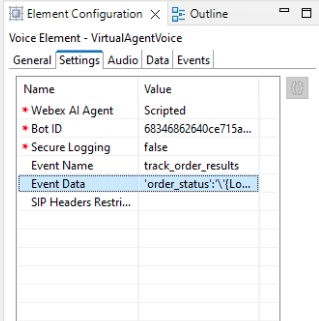 Element Configuration Outline
Voice Element - VirtualAgentVoice
General Settings Audio Data Events
Name Value
* Webex AI Agent Scripted
* Bot ID 68346862640ce715a...
* Secure Logging false
Event Name track_order_results
Event Data 'order_status':'\'{Lo...
SIP Headers Restri...